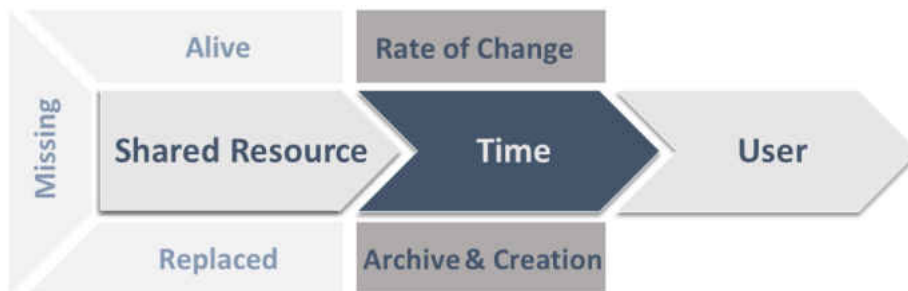 Alive
Rate of Change
Missing
Shared Resource
Time
User
Replaced
Archive & Creation